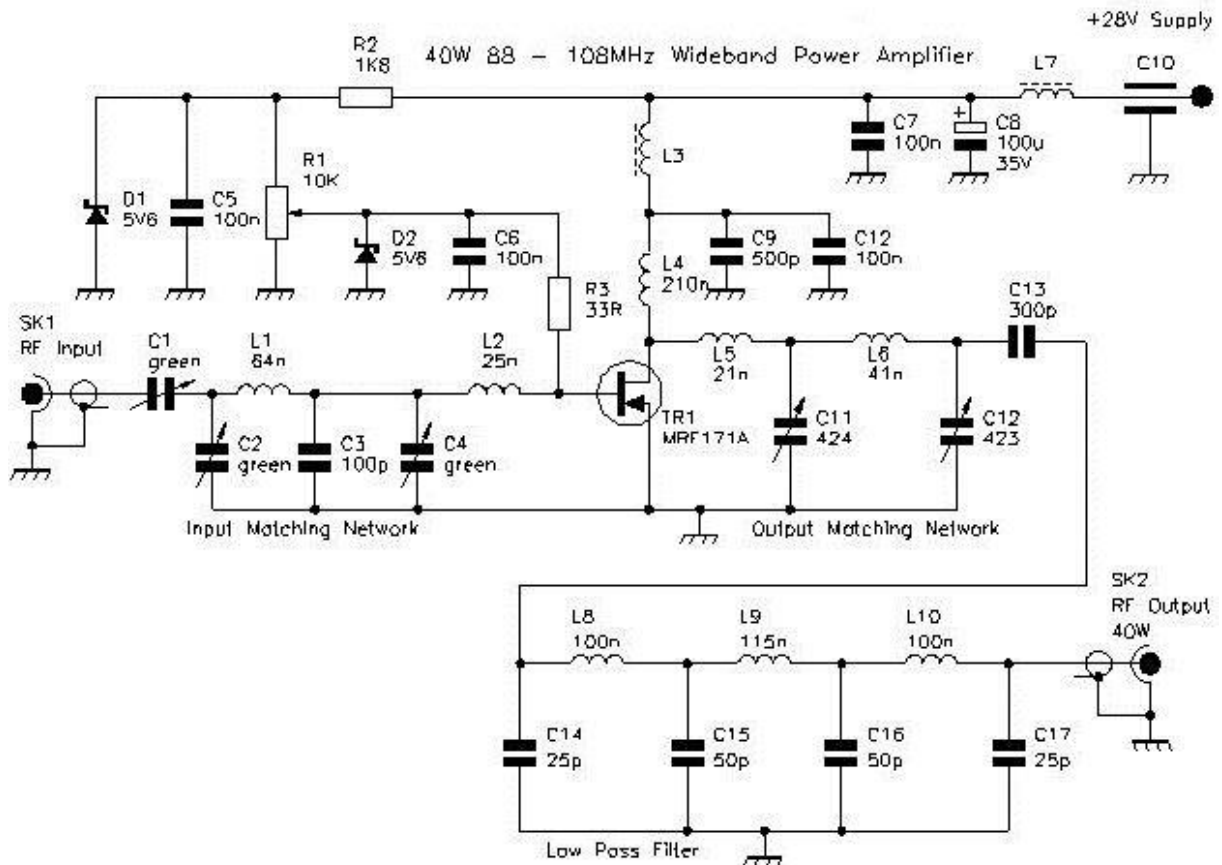 +28V Supply
40W 88 - 108MHz Wideband Power Amplifier
R2
1K8
L7
C10
C7
100n
+
C8
100u
35V
L3
R1
10K
D1
5V6
C5
100n
D2
5V6
C6
100n
C9
500p
C12
100n
L4
210n
R3
33R
C13
300p
SK1
RF Input
C1
green
L1
64n
L2
25n
L5
21n
L6
41n
TR1
MRF171A
C2
green
C3
100p
C4
green
C11
424
C12
423
Input Matching Network
Output Matching Network
SK2
RF Output
40W
L8
100n
L9
115n
L10
100n
C14
25p
C15
50p
C16
50p
C17
25p
Low Pass Filter